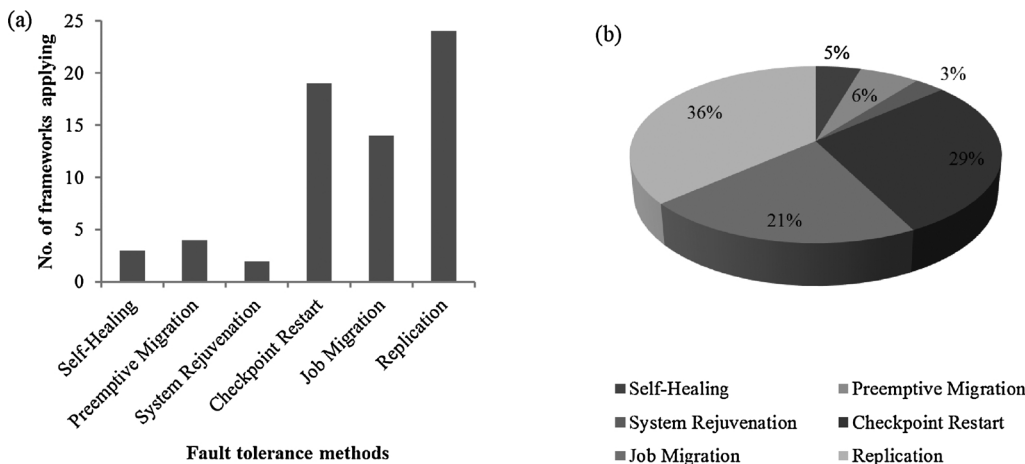 (a)
No. of frameworks applying
25
20
15
10
5
0
Self-Healing
Preemptive Migration
System Rejuvenation
Checkpoint Restart
Job Migration
Replication
Fault tolerance methods
(b)
5%
6%
3%
29%
21%
36%
Self-Healing
Preemptive Migration
System Rejuvenation
Checkpoint Restart
Job Migration
Replication